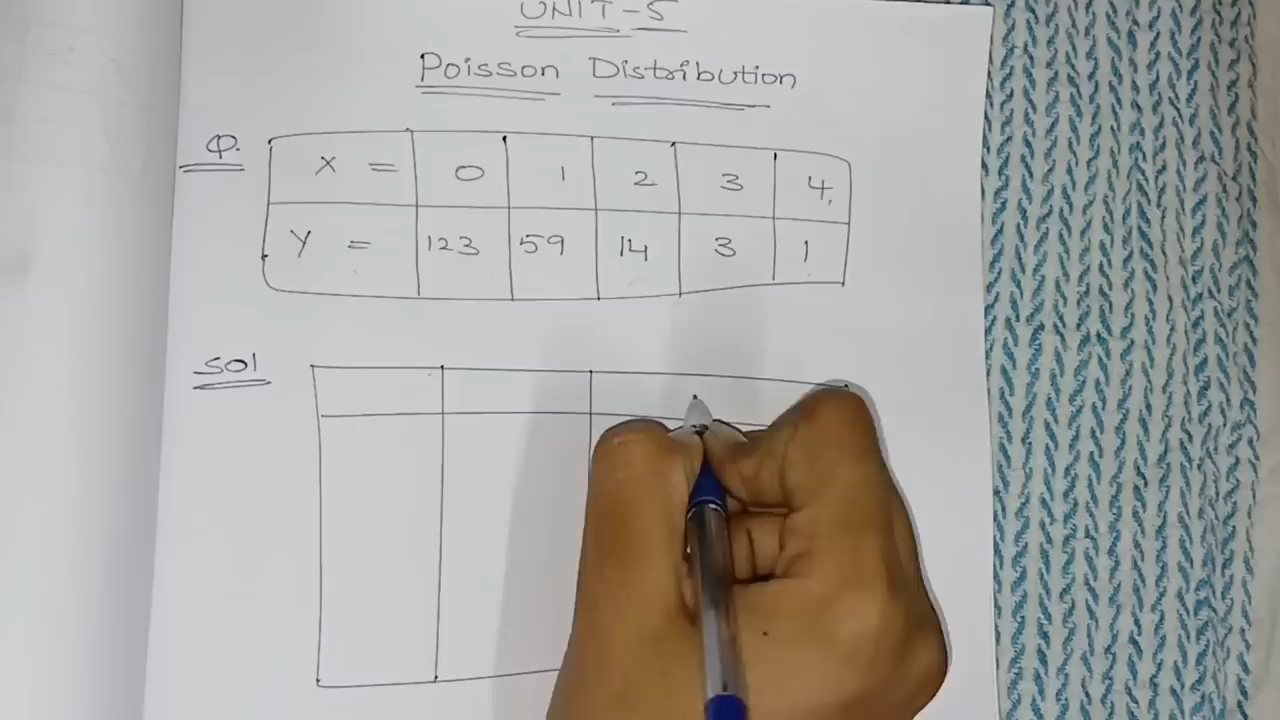 UNIT-5
Poisson Distribution
Q.
X = 0 1 2 3 4,
Y = 123 59 14 3 1
Sol